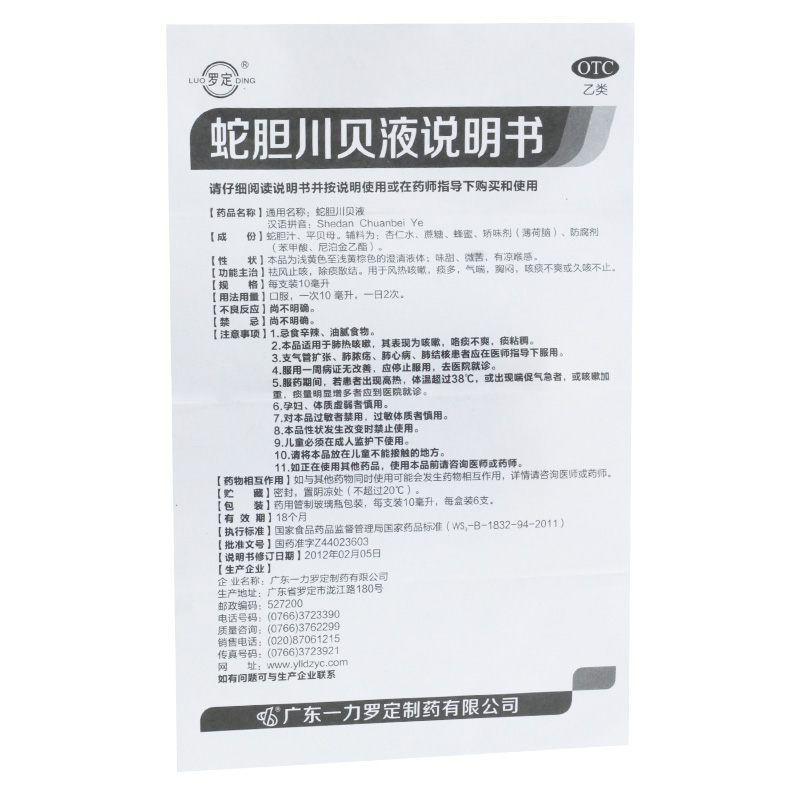 LUO 罗定 DING ®
OTC
乙类
蛇胆川贝液说明书
请仔细阅读说明书并按说明使用或在药师指导下购买和使用
【药品名称】通用名称：蛇胆川贝液
汉语拼音：Shedan Chuanbei Ye
【成　　份】蛇胆汁、平贝母。辅料为：杏仁水、蔗糖、蜂蜜、矫味剂（薄荷脑）、防腐剂
（苯甲酸、尼泊金乙酯）。
【性　　状】本品为浅黄色至浅黄棕色的澄清液体；味甜、微苦，有凉喉感。
【功能主治】祛风止咳，除痰散结。用于风热咳嗽，痰多，气喘，胸闷，咳痰不爽或久咳不止。
【规　　格】每支装10毫升
【用法用量】口服，一次10 毫升，一日2次。
【不良反应】尚不明确。
【禁　　忌】尚不明确。
【注意事项】1.忌食辛辣、油腻食物。
2.本品适用于肺热咳嗽，其表现为咳嗽，咯痰不爽，痰粘稠。
3.支气管扩张、肺脓疡、肺心病、肺结核患者应在医师指导下服用。
4.服用一周病证无改善，应停止服用，去医院就诊。
5.服药期间，若患者出现高热，体温超过38℃，或出现喘促气急者，或咳嗽加
重，痰量明显增多者应到医院就诊。
6.孕妇、体质虚弱者慎用。
7.对本品过敏者禁用，过敏体质者慎用。
8.本品性状发生改变时禁止使用。
9.儿童必须在成人监护下使用。
10.请将本品放在儿童不能接触的地方。
11.如正在使用其他药品，使用本品前请咨询医师或药师。
【药物相互作用】如与其他药物同时使用可能会发生药物相互作用，详情请咨询医师或药师。
【贮　　藏】密封，置阴凉处（不超过20℃）。
【包　　装】药用管制玻璃瓶包装，每支装10毫升，每盒装6支。
【有 效 期】18个月
【执行标准】国家食品药品监督管理局国家药品标准（WS₃-B-1832-94-2011）
【批准文号】国药准字Z44023603
【说明书修订日期】2012年02月05日
【生产企业】
企业名称：广东一力罗定制药有限公司
生产地址：广东省罗定市泷江路180号
邮政编码：527200
电话号码：(0766)3723390
质量咨询：(0766)3762299
销售电话：(020)87061215
传真号码：(0766)3723921
网　　址：www.ylldzyc.com
如有问题可与生产企业联系
®广东一力罗定制药有限公司